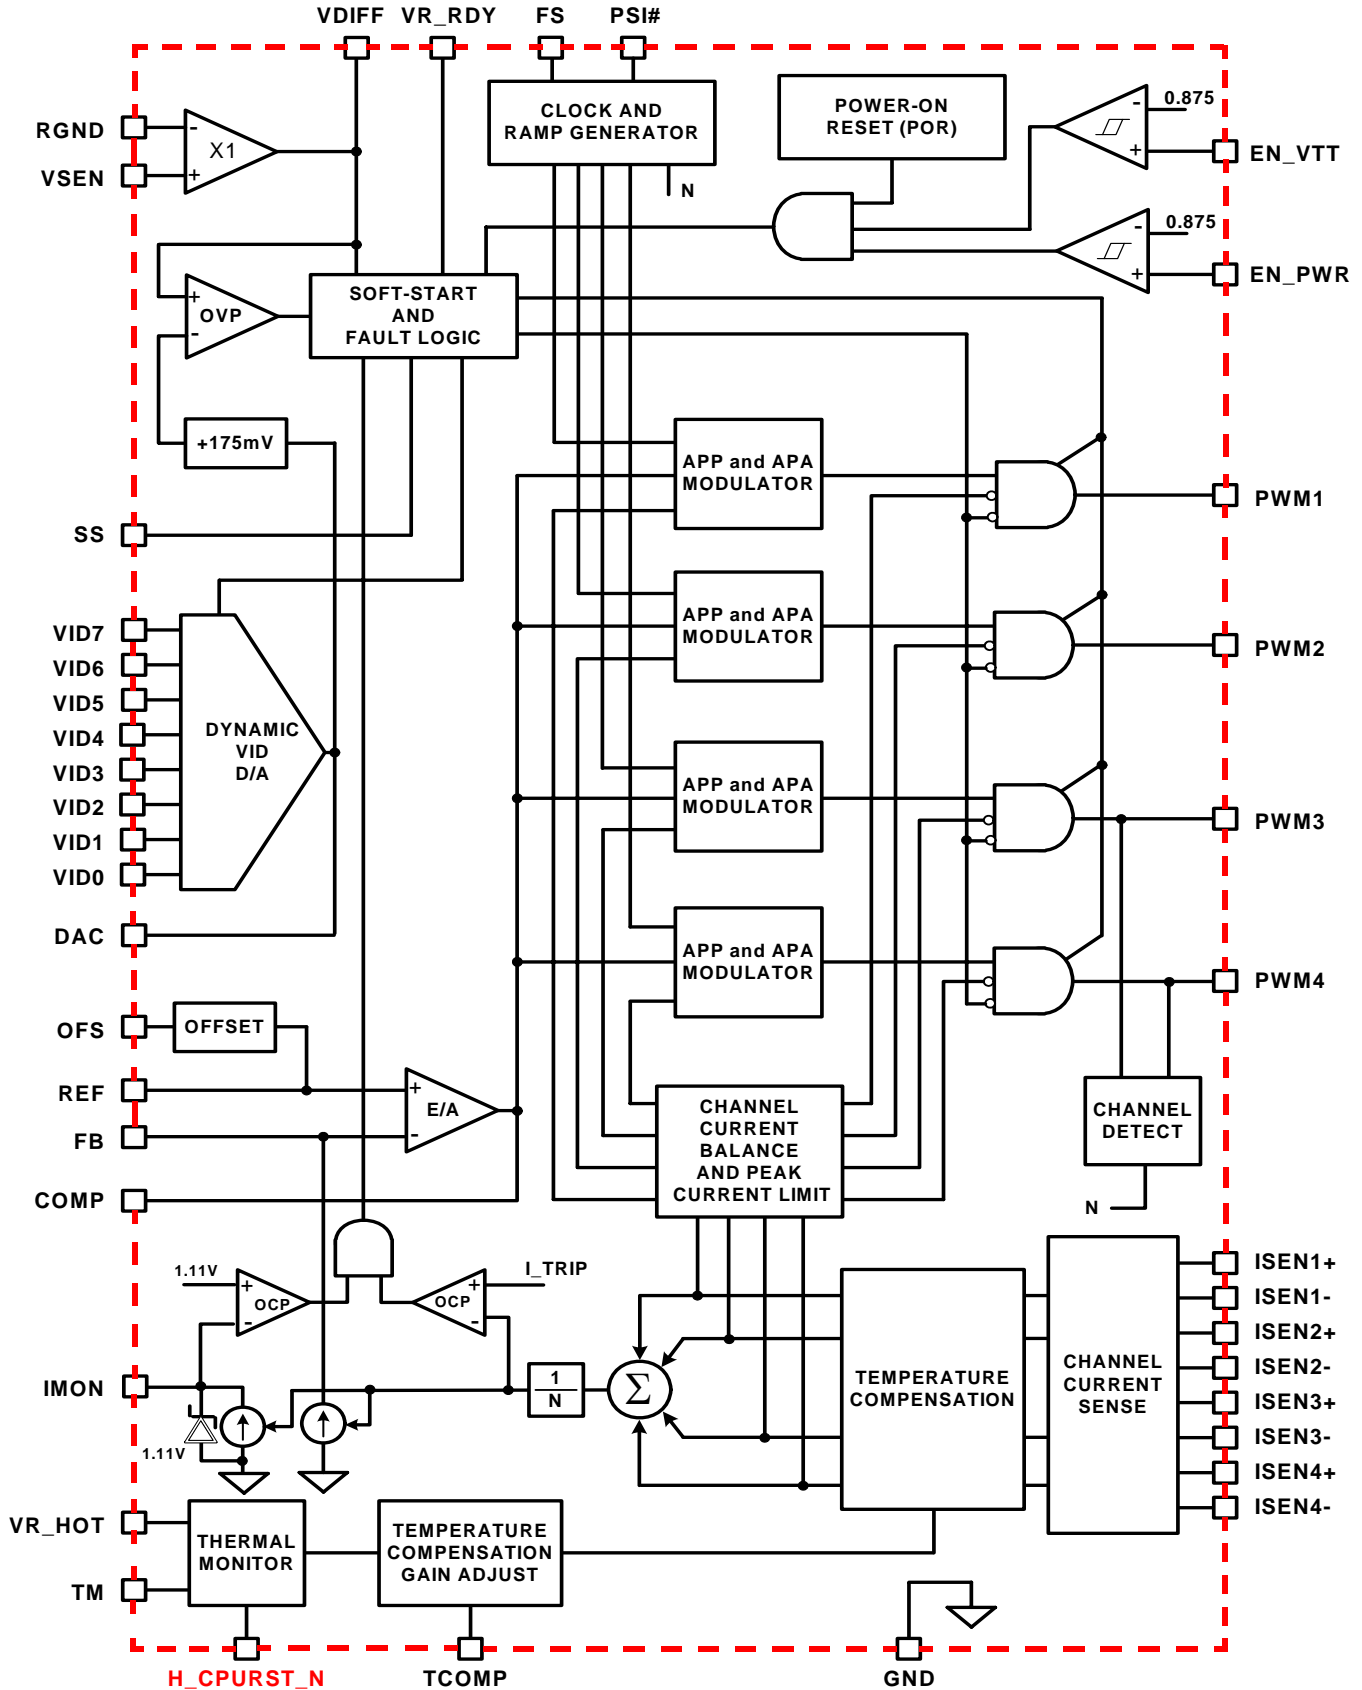 VDIFF VR_RDY FS PSI#
CLOCK AND
RAMP GENERATOR
N
POWER-ON
RESET (POR)
-
0.875
+
EN_VTT
-
0.875
+
EN_PWR
RGND
VSEN
-
X1
+
+
OVP
-
SOFT-START
AND
FAULT LOGIC
+175mV
SS
VID7
VID6
VID5
VID4
VID3
VID2
VID1
VID0
DYNAMIC
VID
D/A
DAC
OFS
OFFSET
REF
FB
+
E/A
-
COMP
APP and APA
MODULATOR
APP and APA
MODULATOR
APP and APA
MODULATOR
APP and APA
MODULATOR
PWM1
PWM2
PWM3
PWM4
CHANNEL
CURRENT
BALANCE
AND PEAK
CURRENT LIMIT
CHANNEL
DETECT
N
1.11V
+
OCP
-
I_TRIP
+
OCP
-
IMON
1.11V
1
N
Σ
TEMPERATURE
COMPENSATION
CHANNEL
CURRENT
SENSE
ISEN1+
ISEN1-
ISEN2+
ISEN2-
ISEN3+
ISEN3-
ISEN4+
ISEN4-
VR_HOT
TM
THERMAL
MONITOR
TEMPERATURE
COMPENSATION
GAIN ADJUST
H_CPURST_N TCOMP GND